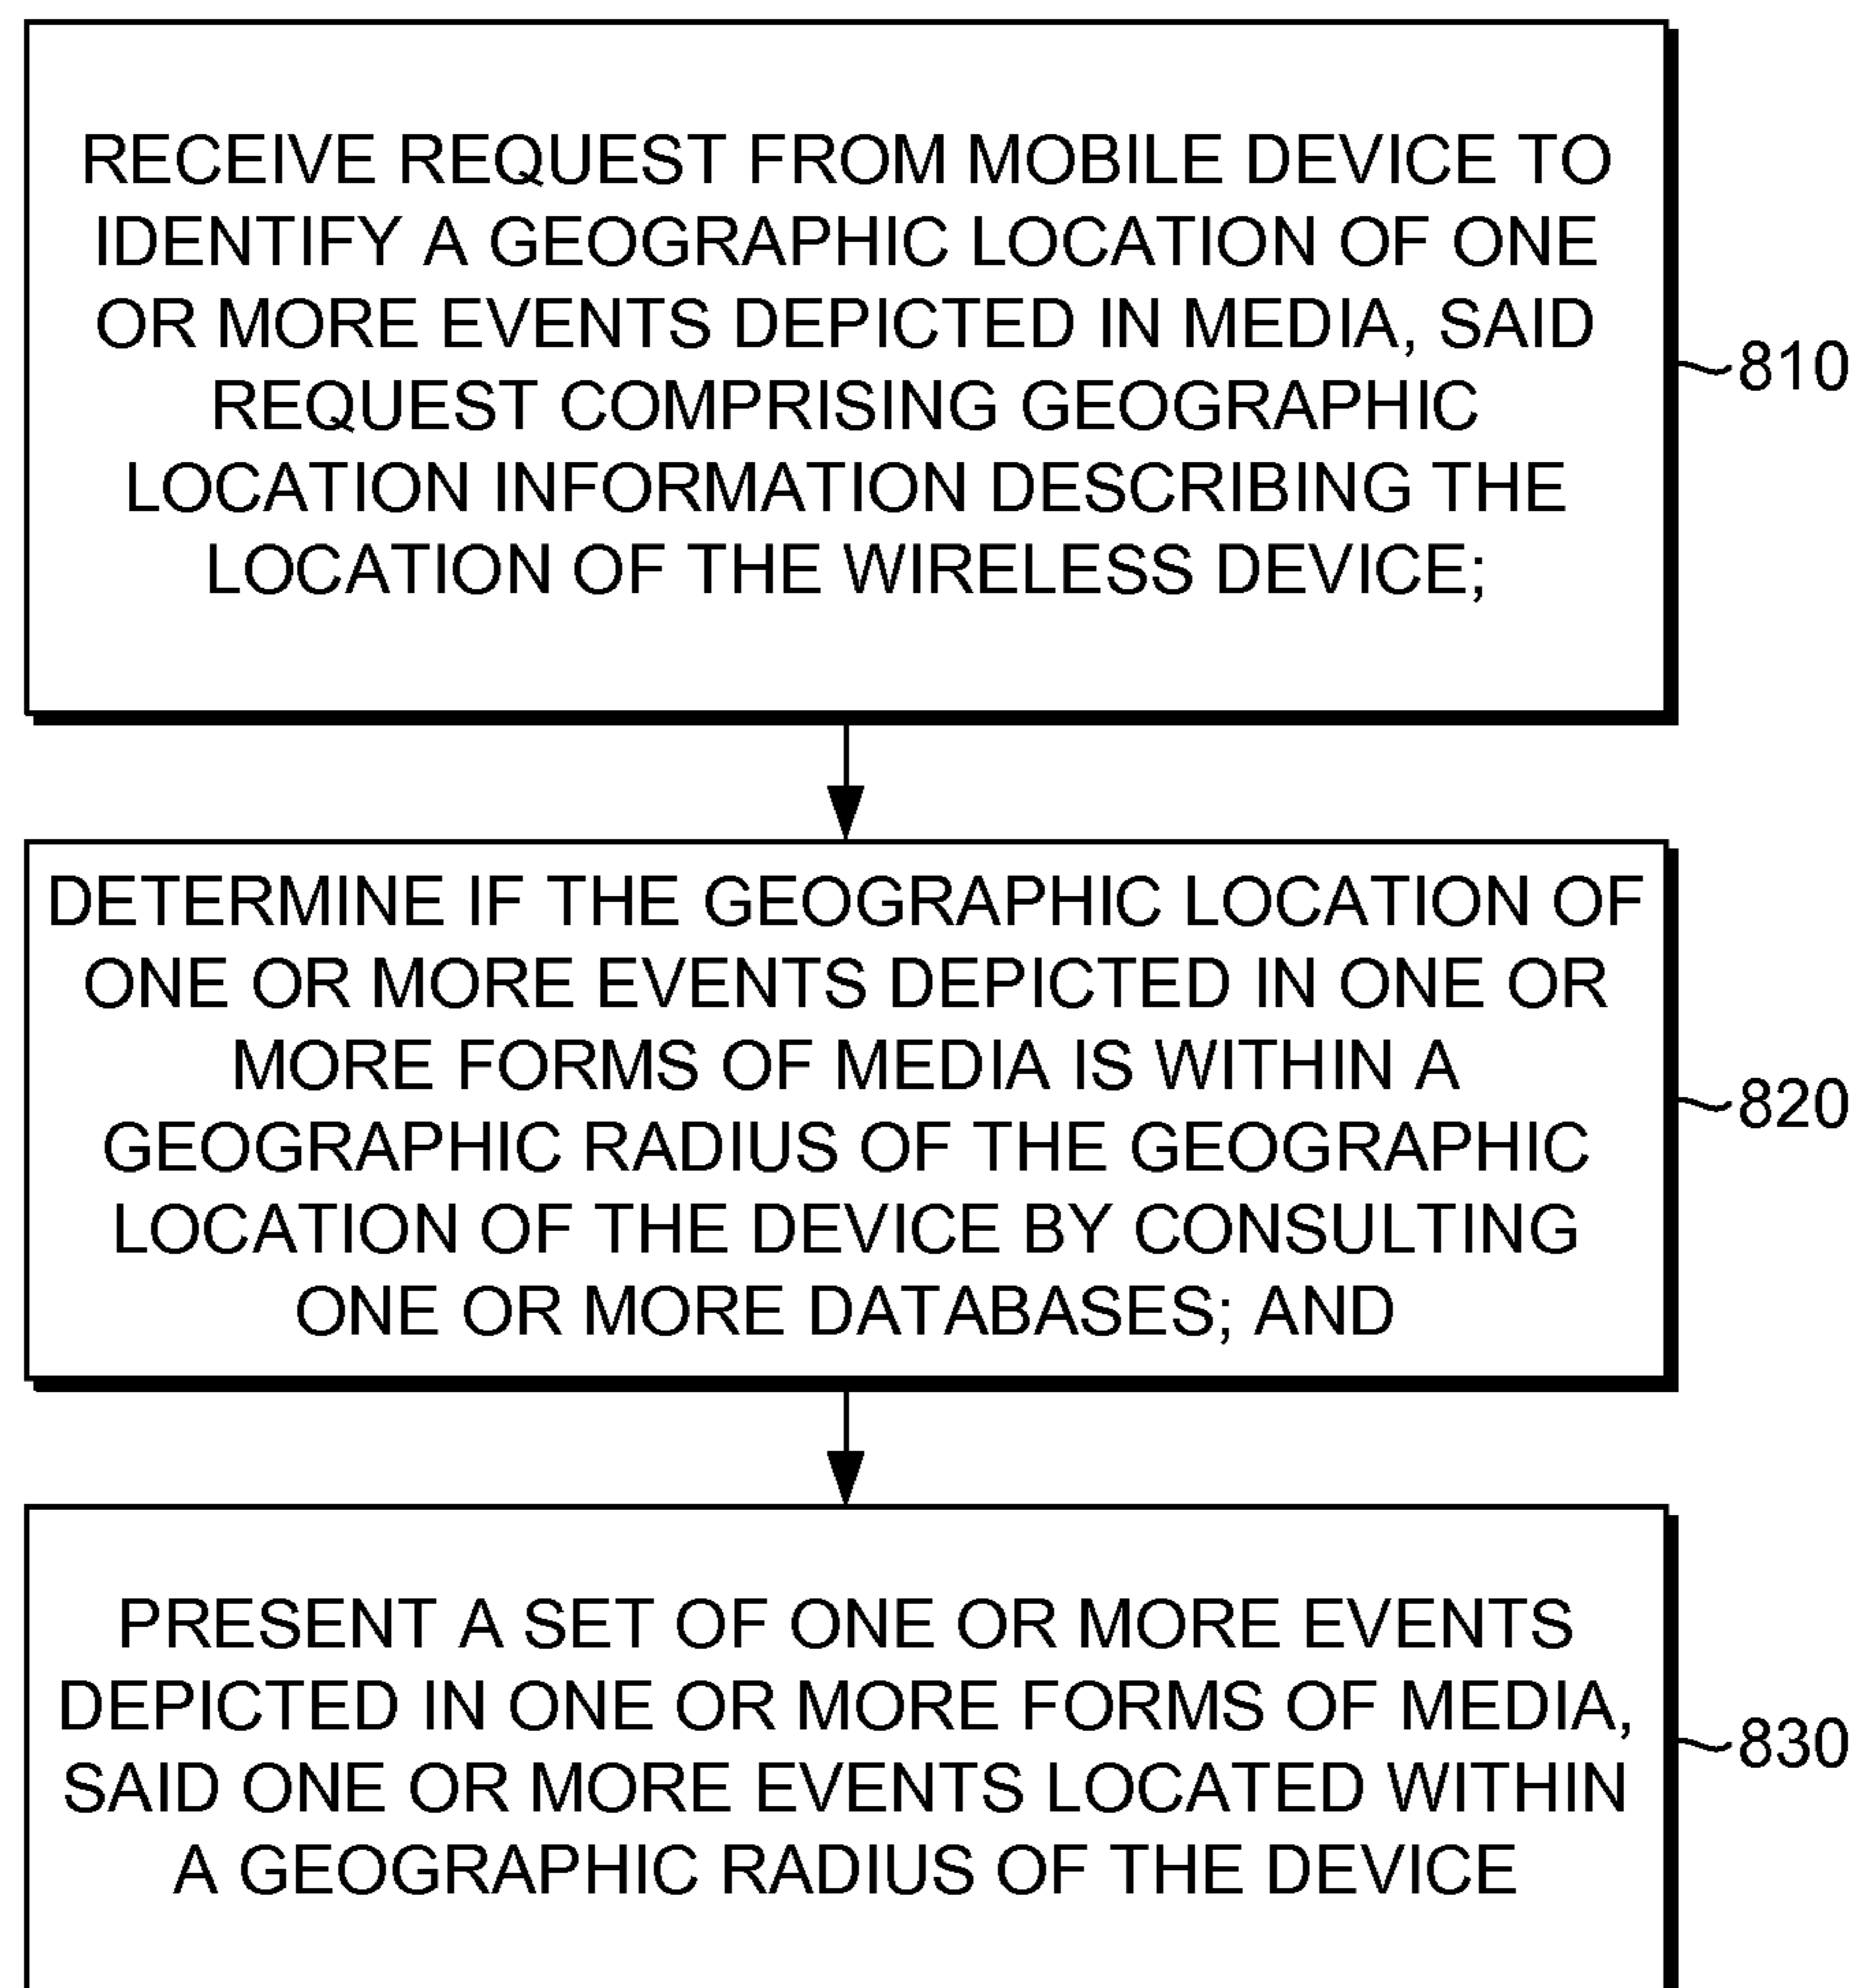 RECEIVE REQUEST FROM MOBILE DEVICE TO
IDENTIFY A GEOGRAPHIC LOCATION OF ONE
OR MORE EVENTS DEPICTED IN MEDIA, SAID
REQUEST COMPRISING GEOGRAPHIC
LOCATION INFORMATION DESCRIBING THE
LOCATION OF THE WIRELESS DEVICE;
810
DETERMINE IF THE GEOGRAPHIC LOCATION OF
ONE OR MORE EVENTS DEPICTED IN ONE OR
MORE FORMS OF MEDIA IS WITHIN A
GEOGRAPHIC RADIUS OF THE GEOGRAPHIC
LOCATION OF THE DEVICE BY CONSULTING
ONE OR MORE DATABASES; AND
820
PRESENT A SET OF ONE OR MORE EVENTS
DEPICTED IN ONE OR MORE FORMS OF MEDIA,
SAID ONE OR MORE EVENTS LOCATED WITHIN
A GEOGRAPHIC RADIUS OF THE DEVICE
830